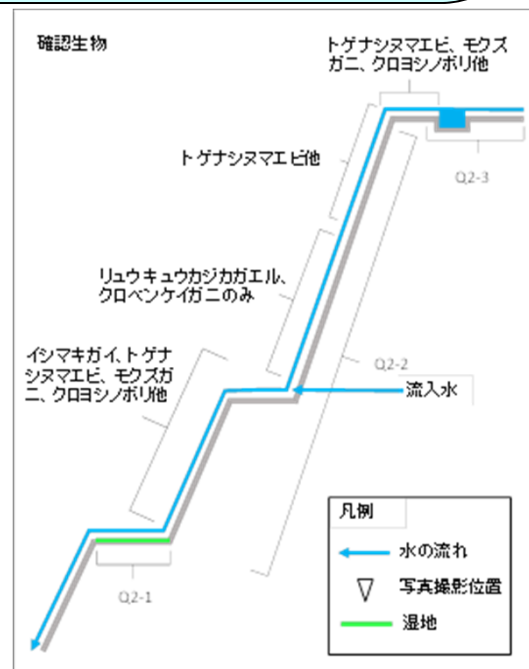 確認生物
トゲナシヌマエビ、モクズ
ガニ、クロヨシノボリ他
Q2-3
トゲナシヌマエビ他
リュウキュウカジカガエル、
クロベンケイガニのみ
Q2-2
イシマキガイ、トゲナ
シヌマエビ、モクズガ
ニ、クロヨシノボリ他
流入水
凡例
水の流れ
写真撮影位置
湿地
Q2-1